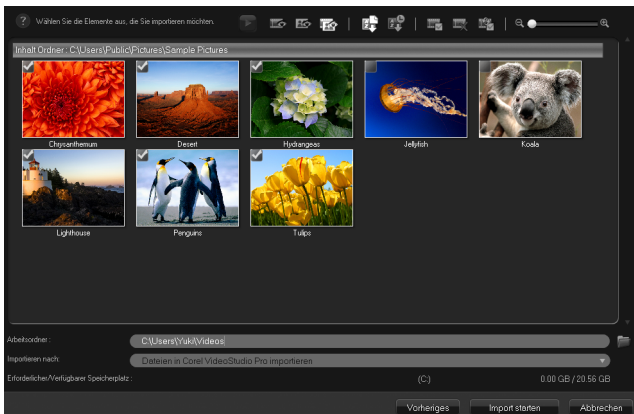 Wählen Sie die Elemente aus, die Sie importieren möchten.
Inhalt Ordner : C:\Users\Public\Pictures\Sample Pictures
Chrysanthemum
Desert
Hydrangeas
Jellyfish
Koala
Lighthouse
Penguins
Tulips
Arbeitsordner :
C:\Users\Yuki\Videos
Importieren nach:
Dateien in Corel VideoStudio Pro importieren
Erforderlicher/Verfügbarer Speicherplatz :
(C:)
0.00 GB / 20.56 GB
Vorheriges
Import starten
Abbrechen